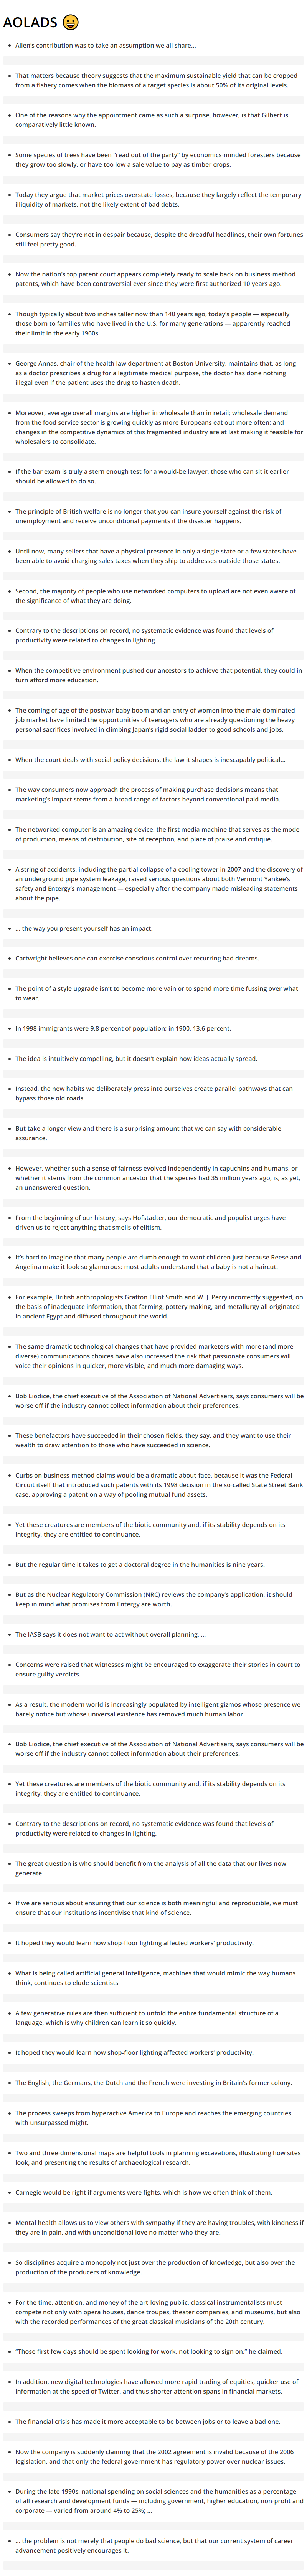 AOLADS 😀
• Allen's contribution was to take an assumption we all share...
• That matters because theory suggests that the maximum sustainable yield that can be cropped
from a fishery comes when the biomass of a target species is about 50% of its original levels.
• One of the reasons why the appointment came as such a surprise, however, is that Gilbert is
comparatively little known.
• Some species of trees have been "read out of the party" by economics-minded foresters because
they grow too slowly, or have too low a sale value to pay as timber crops.
• Today they argue that market prices overstate losses, because they largely reflect the temporary
illiquidity of markets, not the likely extent of bad debts.
• Consumers say they're not in despair because, despite the dreadful headlines, their own fortunes
still feel pretty good.
• Now the nation's top patent court appears completely ready to scale back on business-method
patents, which have been controversial ever since they were first authorized 10 years ago.
• Though typically about two inches taller now than 140 years ago, today's people — especially
those born to families who have lived in the U.S. for many generations — apparently reached
their limit in the early 1960s.
• George Annas, chair of the health law department at Boston University, maintains that, as long
as a doctor prescribes a drug for a legitimate medical purpose, the doctor has done nothing
illegal even if the patient uses the drug to hasten death.
• Moreover, average overall margins are higher in wholesale than in retail; wholesale demand
from the food service sector is growing quickly as more Europeans eat out more often; and
changes in the competitive dynamics of this fragmented industry are at last making it feasible for
wholesalers to consolidate.
• If the bar exam is truly a stern enough test for a would-be lawyer, those who can sit it earlier
should be allowed to do so.
• The principle of British welfare is no longer that you can insure yourself against the risk of
unemployment and receive unconditional payments if the disaster happens.
• Until now, many sellers that have a physical presence in only a single state or a few states have
been able to avoid charging sales taxes when they ship to addresses outside those states.
• Second, the majority of people who use networked computers to upload are not even aware of
the significance of what they are doing.
• Contrary to the descriptions on record, no systematic evidence was found that levels of
productivity were related to changes in lighting.
• When the competitive environment pushed our ancestors to achieve that potential, they could in
turn afford more education.
• The coming of age of the postwar baby boom and an entry of women into the male-dominated
job market have limited the opportunities of teenagers who are already questioning the heavy
personal sacrifices involved in climbing Japan's rigid social ladder to good schools and jobs.
• When the court deals with social policy decisions, the law it shapes is inescapably political...
• The way consumers now approach the process of making purchase decisions means that
marketing's impact stems from a broad range of factors beyond conventional paid media.
• The networked computer is an amazing device, the first media machine that serves as the mode
of production, means of distribution, site of reception, and place of praise and critique.
• A string of accidents, including the partial collapse of a cooling tower in 2007 and the discovery of
an underground pipe system leakage, raised serious questions about both Vermont Yankee's
safety and Entergy's management — especially after the company made misleading statements
about the pipe.
• ... the way you present yourself has an impact.
• Cartwright believes one can exercise conscious control over recurring bad dreams.
• The point of a style upgrade isn't to become more vain or to spend more time fussing over what
to wear.
• In 1998 immigrants were 9.8 percent of population; in 1900, 13.6 percent.
• The idea is intuitively compelling, but it doesn't explain how ideas actually spread.
• Instead, the new habits we deliberately press into ourselves create parallel pathways that can
bypass those old roads.
• But take a longer view and there is a surprising amount that we can say with considerable
assurance.
• However, whether such a sense of fairness evolved independently in capuchins and humans, or
whether it stems from the common ancestor that the species had 35 million years ago, is, as yet,
an unanswered question.
• From the beginning of our history, says Hofstadter, our democratic and populist urges have
driven us to reject anything that smells of elitism.
• It's hard to imagine that many people are dumb enough to want children just because Reese and
Angelina make it look so glamorous: most adults understand that a baby is not a haircut.
• For example, British anthropologists Grafton Elliot Smith and W. J. Perry incorrectly suggested, on
the basis of inadequate information, that farming, pottery making, and metallurgy all originated
in ancient Egypt and diffused throughout the world.
• The same dramatic technological changes that have provided marketers with more (and more
diverse) communications choices have also increased the risk that passionate consumers will
voice their opinions in quicker, more visible, and much more damaging ways.
• Bob Liodice, the chief executive of the Association of National Advertisers, says consumers will be
worse off if the industry cannot collect information about their preferences.
• These benefactors have succeeded in their chosen fields, they say, and they want to use their
wealth to draw attention to those who have succeeded in science.
• Curbs on business-method claims would be a dramatic about-face, because it was the Federal
Circuit itself that introduced such patents with its 1998 decision in the so-called State Street Bank
case, approving a patent on a way of pooling mutual fund assets.
• Yet these creatures are members of the biotic community and, if its stability depends on its
integrity, they are entitled to continuance.
• But the regular time it takes to get a doctoral degree in the humanities is nine years.
• But as the Nuclear Regulatory Commission (NRC) reviews the company's application, it should
keep in mind what promises from Entergy are worth.
• The IASB says it does not want to act without overall planning, ...
• Concerns were raised that witnesses might be encouraged to exaggerate their stories in court to
ensure guilty verdicts.
• As a result, the modern world is increasingly populated by intelligent gizmos whose presence we
barely notice but whose universal existence has removed much human labor.
• Bob Liodice, the chief executive of the Association of National Advertisers, says consumers will be
worse off if the industry cannot collect information about their preferences.
• Yet these creatures are members of the biotic community and, if its stability depends on its
integrity, they are entitled to continuance.
• Contrary to the descriptions on record, no systematic evidence was found that levels of
productivity were related to changes in lighting.
• The great question is who should benefit from the analysis of all the data that our lives now
generate.
• If we are serious about ensuring that our science is both meaningful and reproducible, we must
ensure that our institutions incentivise that kind of science.
• It hoped they would learn how shop-floor lighting affected workers' productivity.
• What is being called artificial general intelligence, machines that would mimic the way humans
think, continues to elude scientists
• A few generative rules are then sufficient to unfold the entire fundamental structure of a
language, which is why children can learn it so quickly.
• It hoped they would learn how shop-floor lighting affected workers' productivity.
• The English, the Germans, the Dutch and the French were investing in Britain's former colony.
• The process sweeps from hyperactive America to Europe and reaches the emerging countries
with unsurpassed might.
• Two and three-dimensional maps are helpful tools in planning excavations, illustrating how sites
look, and presenting the results of archaeological research.
• Carnegie would be right if arguments were fights, which is how we often think of them.
• Mental health allows us to view others with sympathy if they are having troubles, with kindness if
they are in pain, and with unconditional love no matter who they are.
• So disciplines acquire a monopoly not just over the production of knowledge, but also over the
production of the producers of knowledge.
• For the time, attention, and money of the art-loving public, classical instrumentalists must
compete not only with opera houses, dance troupes, theater companies, and museums, but also
with the recorded performances of the great classical musicians of the 20th century.
• "Those first few days should be spent looking for work, not looking to sign on," he claimed.
• In addition, new digital technologies have allowed more rapid trading of equities, quicker use of
information at the speed of Twitter, and thus shorter attention spans in financial markets.
• The financial crisis has made it more acceptable to be between jobs or to leave a bad one.
• Now the company is suddenly claiming that the 2002 agreement is invalid because of the 2006
legislation, and that only the federal government has regulatory power over nuclear issues.
• During the late 1990s, national spending on social sciences and the humanities as a percentage
of all research and development funds — including government, higher education, non-profit and
corporate — varied from around 4% to 25%; ...
• ... the problem is not merely that people do bad science, but that our current system of career
advancement positively encourages it.